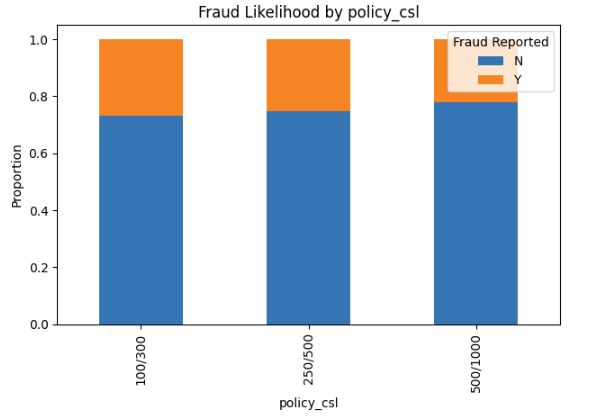 Fraud Likelihood by policy_csl
Fraud Reported
N
Y
Proportion
1.0
0.8
0.6
0.4
0.2
0.0
100/300
250/500
500/1000
policy_csl